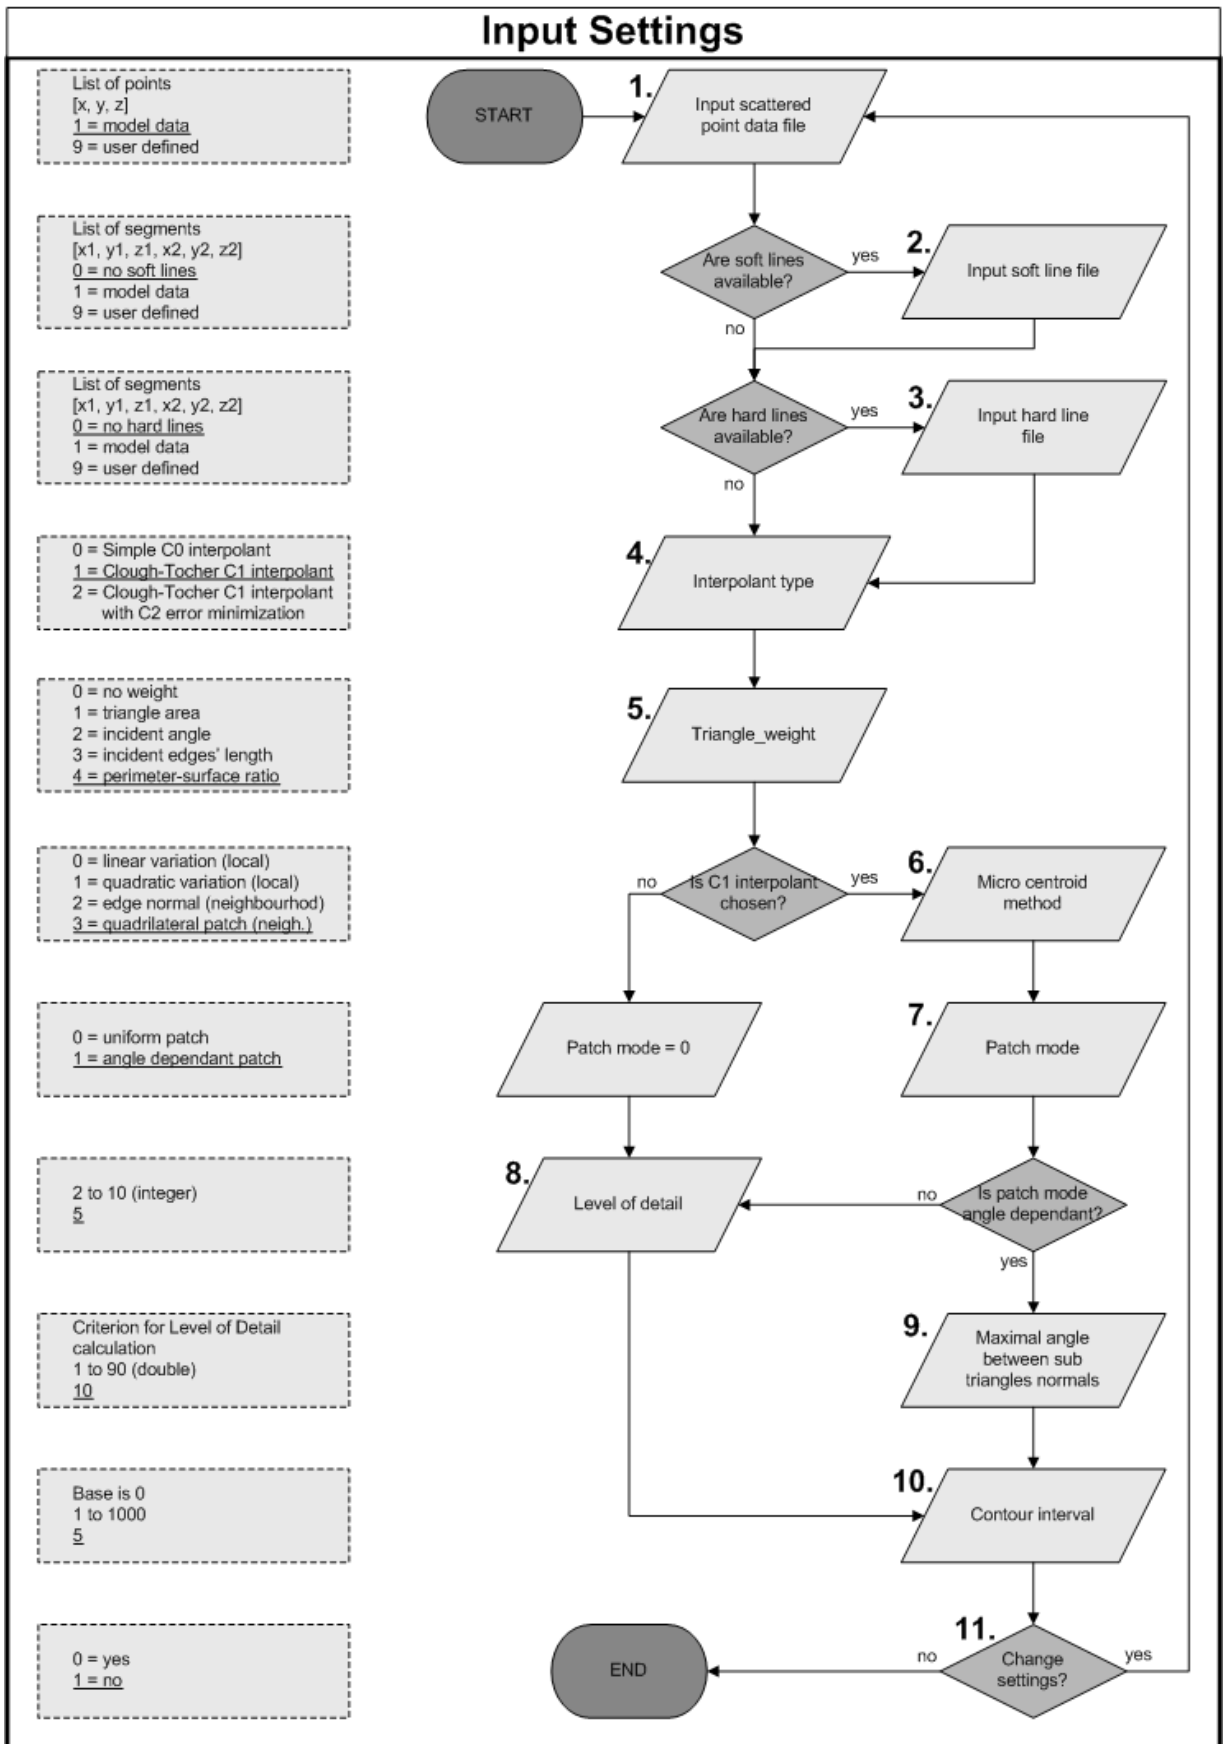 Input Settings
List of points
[x, y, z]
1 = model data
9 = user defined
START
1.
Input scattered
point data file
List of segments
[x1, y1, z1, x2, y2, z2]
0 = no soft lines
1 = model data
9 = user defined
Are soft lines
available?
yes
no
2.
Input soft line file
List of segments
[x1, y1, z1, x2, y2, z2]
0 = no hard lines
1 = model data
9 = user defined
Are hard lines
available?
yes
no
3.
Input hard line
file
0 = Simple C0 interpolant
1 = Clough-Tocher C1 interpolant
2 = Clough-Tocher C1 interpolant
with C2 error minimization
4.
Interpolant type
0 = no weight
1 = triangle area
2 = incident angle
3 = incident edges' length
4 = perimeter-surface ratio
5.
Triangle_weight
0 = linear variation (local)
1 = quadratic variation (local)
2 = edge normal (neighbourhod)
3 = quadrilateral patch (neigh.)
no
Is C1 interpolant
chosen?
yes
6.
Micro centroid
method
0 = uniform patch
1 = angle dependant patch
Patch mode = 0
7.
Patch mode
2 to 10 (integer)
5
8.
Level of detail
no
Is patch mode
angle dependant?
yes
Criterion for Level of Detail
calculation
1 to 90 (double)
10
9.
Maximal angle
between sub
triangles normals
Base is 0
1 to 1000
5
10.
Contour interval
0 = yes
1 = no
END
no
11.
Change
settings?
yes